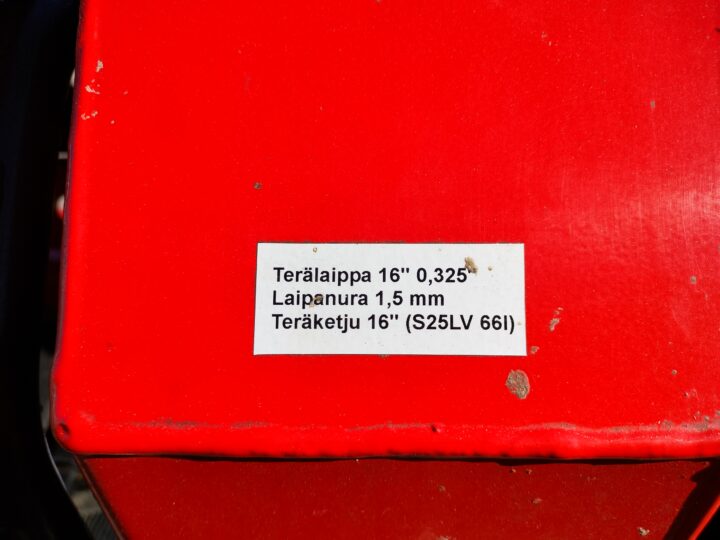 Terälaippa 16" 0,325"
Laipanura 1,5 mm
Teräketju 16" (S25LV 66l)